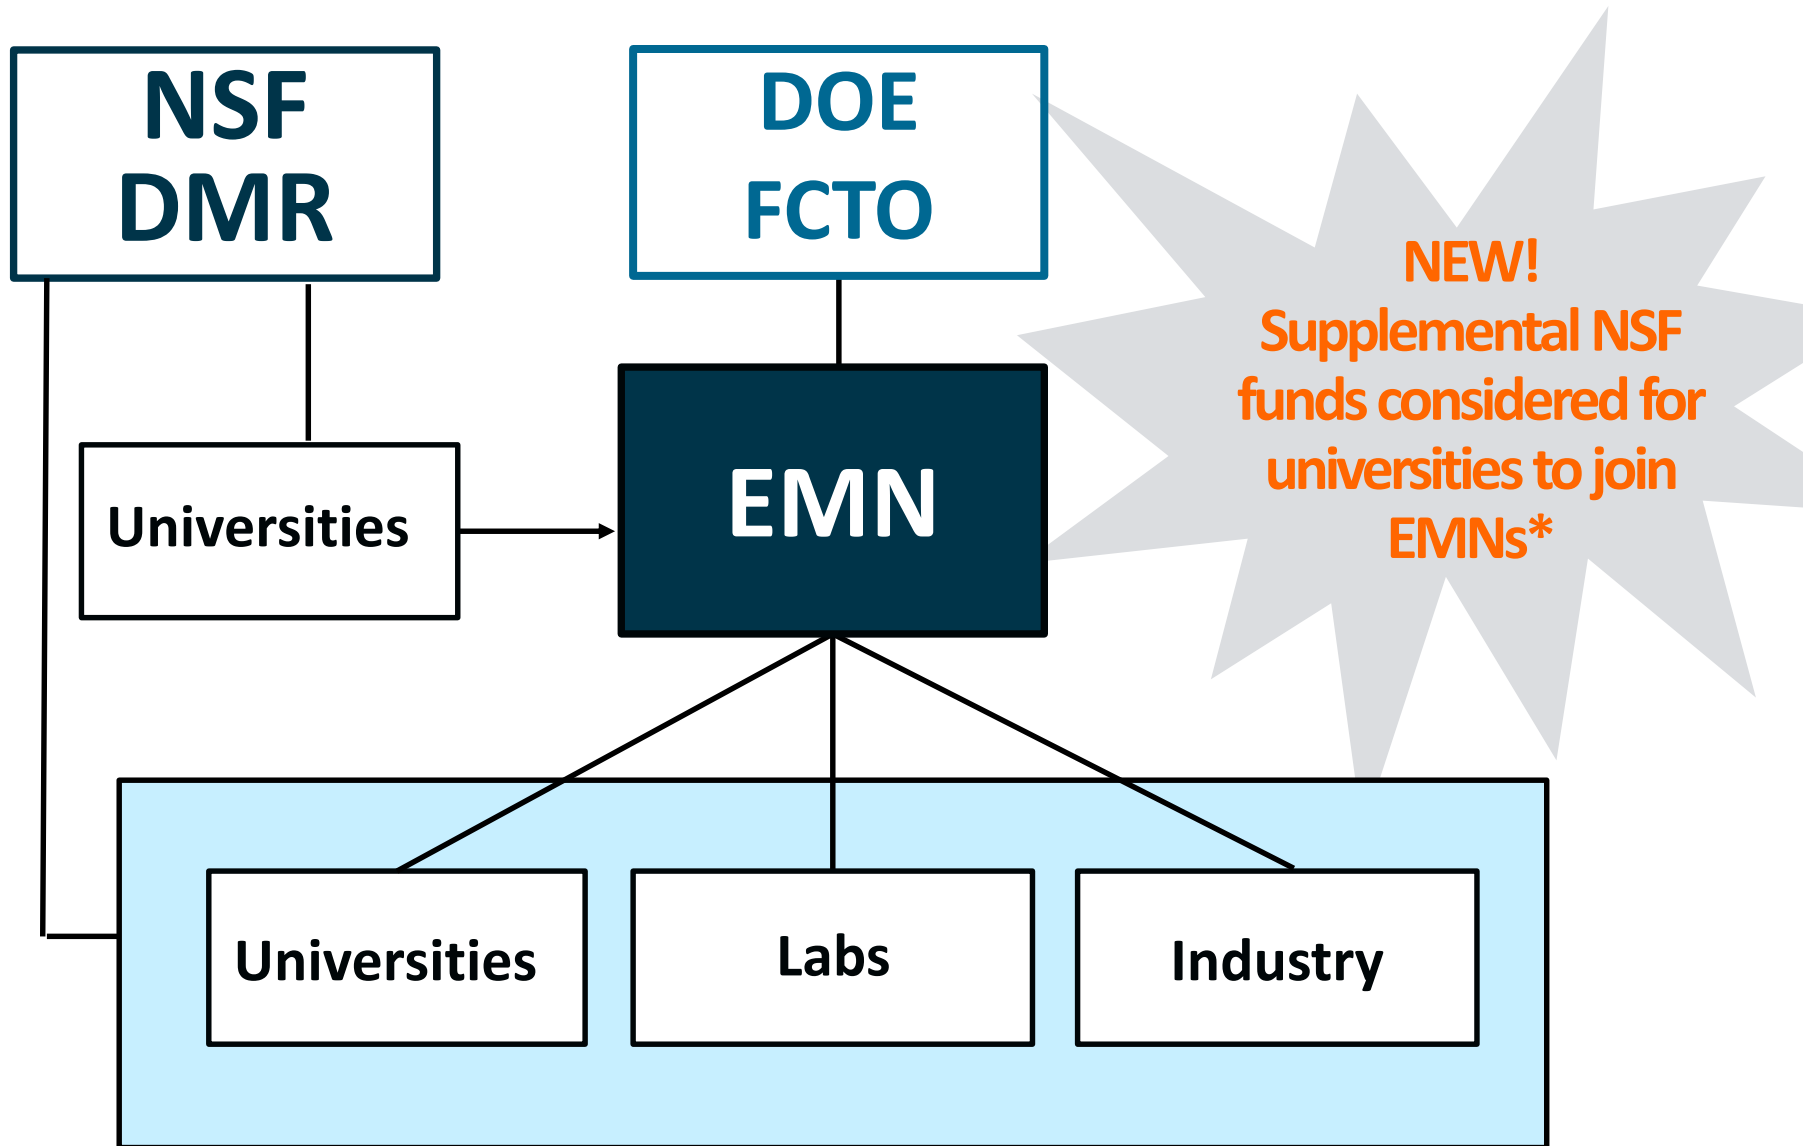 NSF
DMR
DOE
FCTO
NEW!
Supplemental NSF
funds considered for
universities to join
EMNs*
Universities
EMN
Universities
Labs
Industry